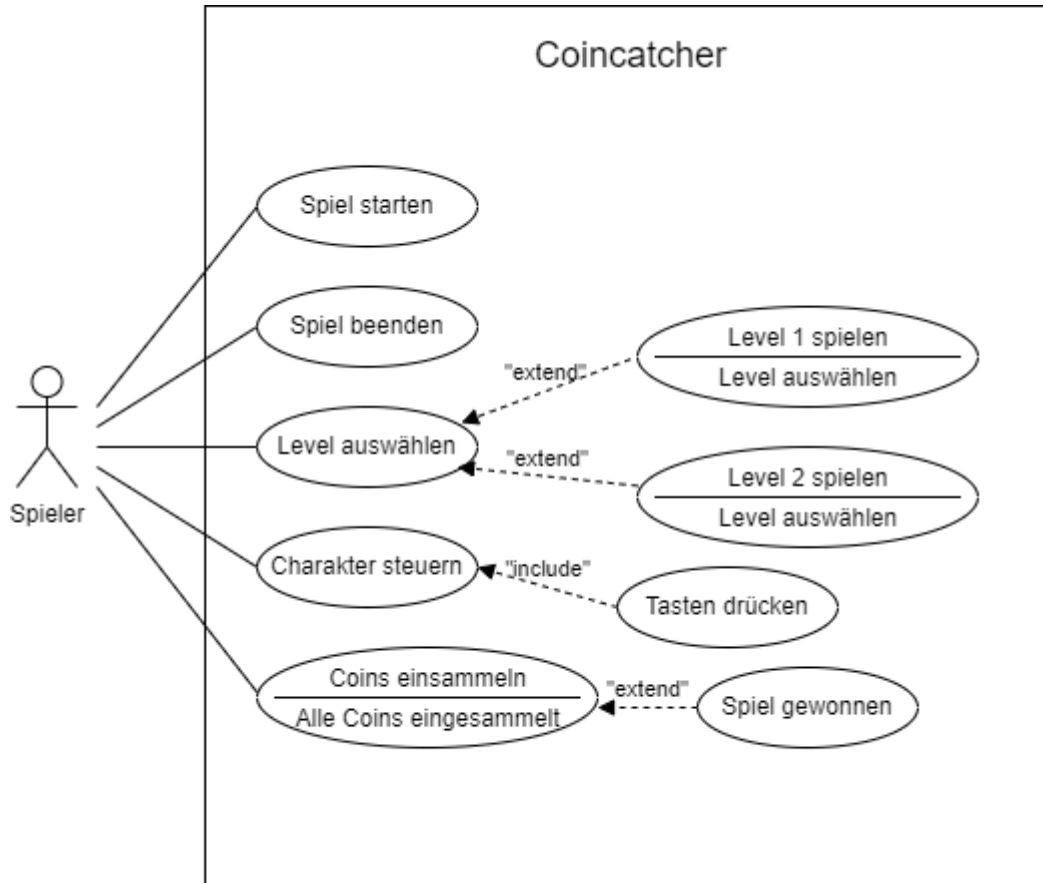 Coincatcher
Spiel starten
Spiel beenden
Level 1 spielen
Level auswählen
"extend"
Level auswählen
"extend"
Level 2 spielen
Level auswählen
Spieler
Charakter steuern
"include"
Tasten drücken
Coins einsammeln
Alle Coins eingesammelt
"extend"
Spiel gewonnen